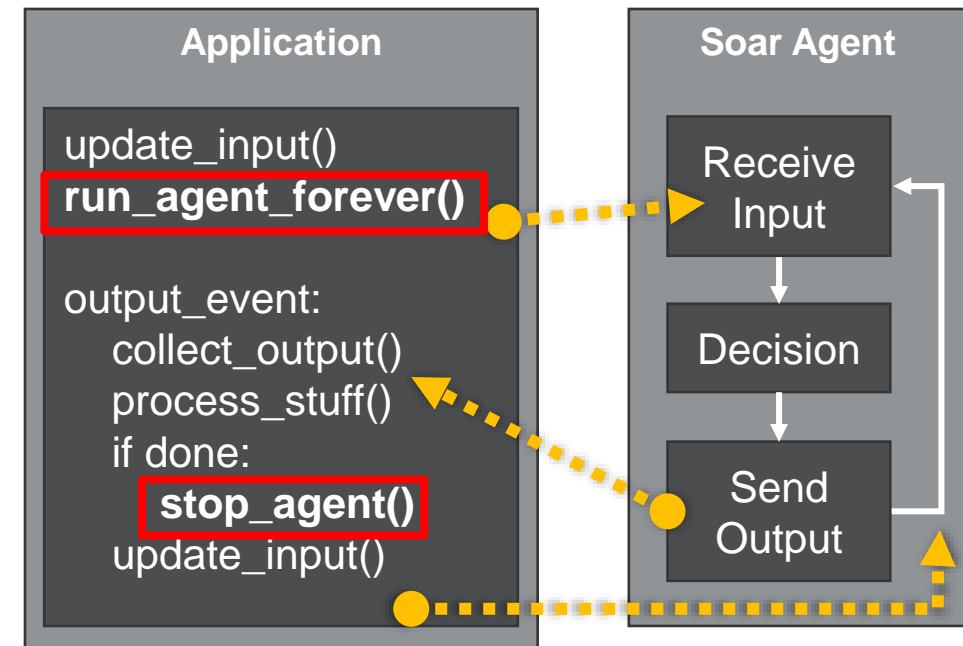 Application
update_input()
run_agent_forever()
output_event:
collect_output()
process_stuff()
if done:
stop_agent()
update_input()
Soar Agent
Receive
Input
Decision
Send
Output